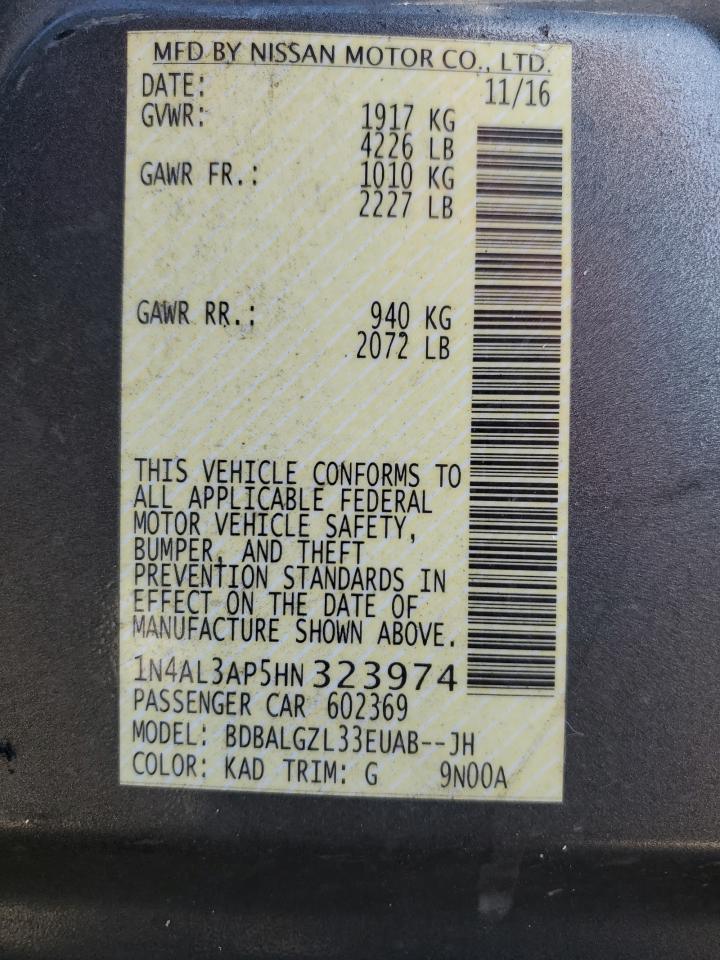 MFD BY NISSAN MOTOR CO., LTD.
DATE: 11/16
GVWR: 1917 KG
4226 LB
GAWR FR.: 1010 KG
2227 LB
GAWR RR.: 940 KG
2072 LB
THIS VEHICLE CONFORMS TO
ALL APPLICABLE FEDERAL
MOTOR VEHICLE SAFETY,
BUMPER, AND THEFT
PREVENTION STANDARDS IN
EFFECT ON THE DATE OF
MANUFACTURE SHOWN ABOVE.
1N4AL3AP5HN323974
PASSENGER CAR 602369
MODEL: BDBALGZL33EUAB--JH
COLOR: KAD TRIM: G 9N00A